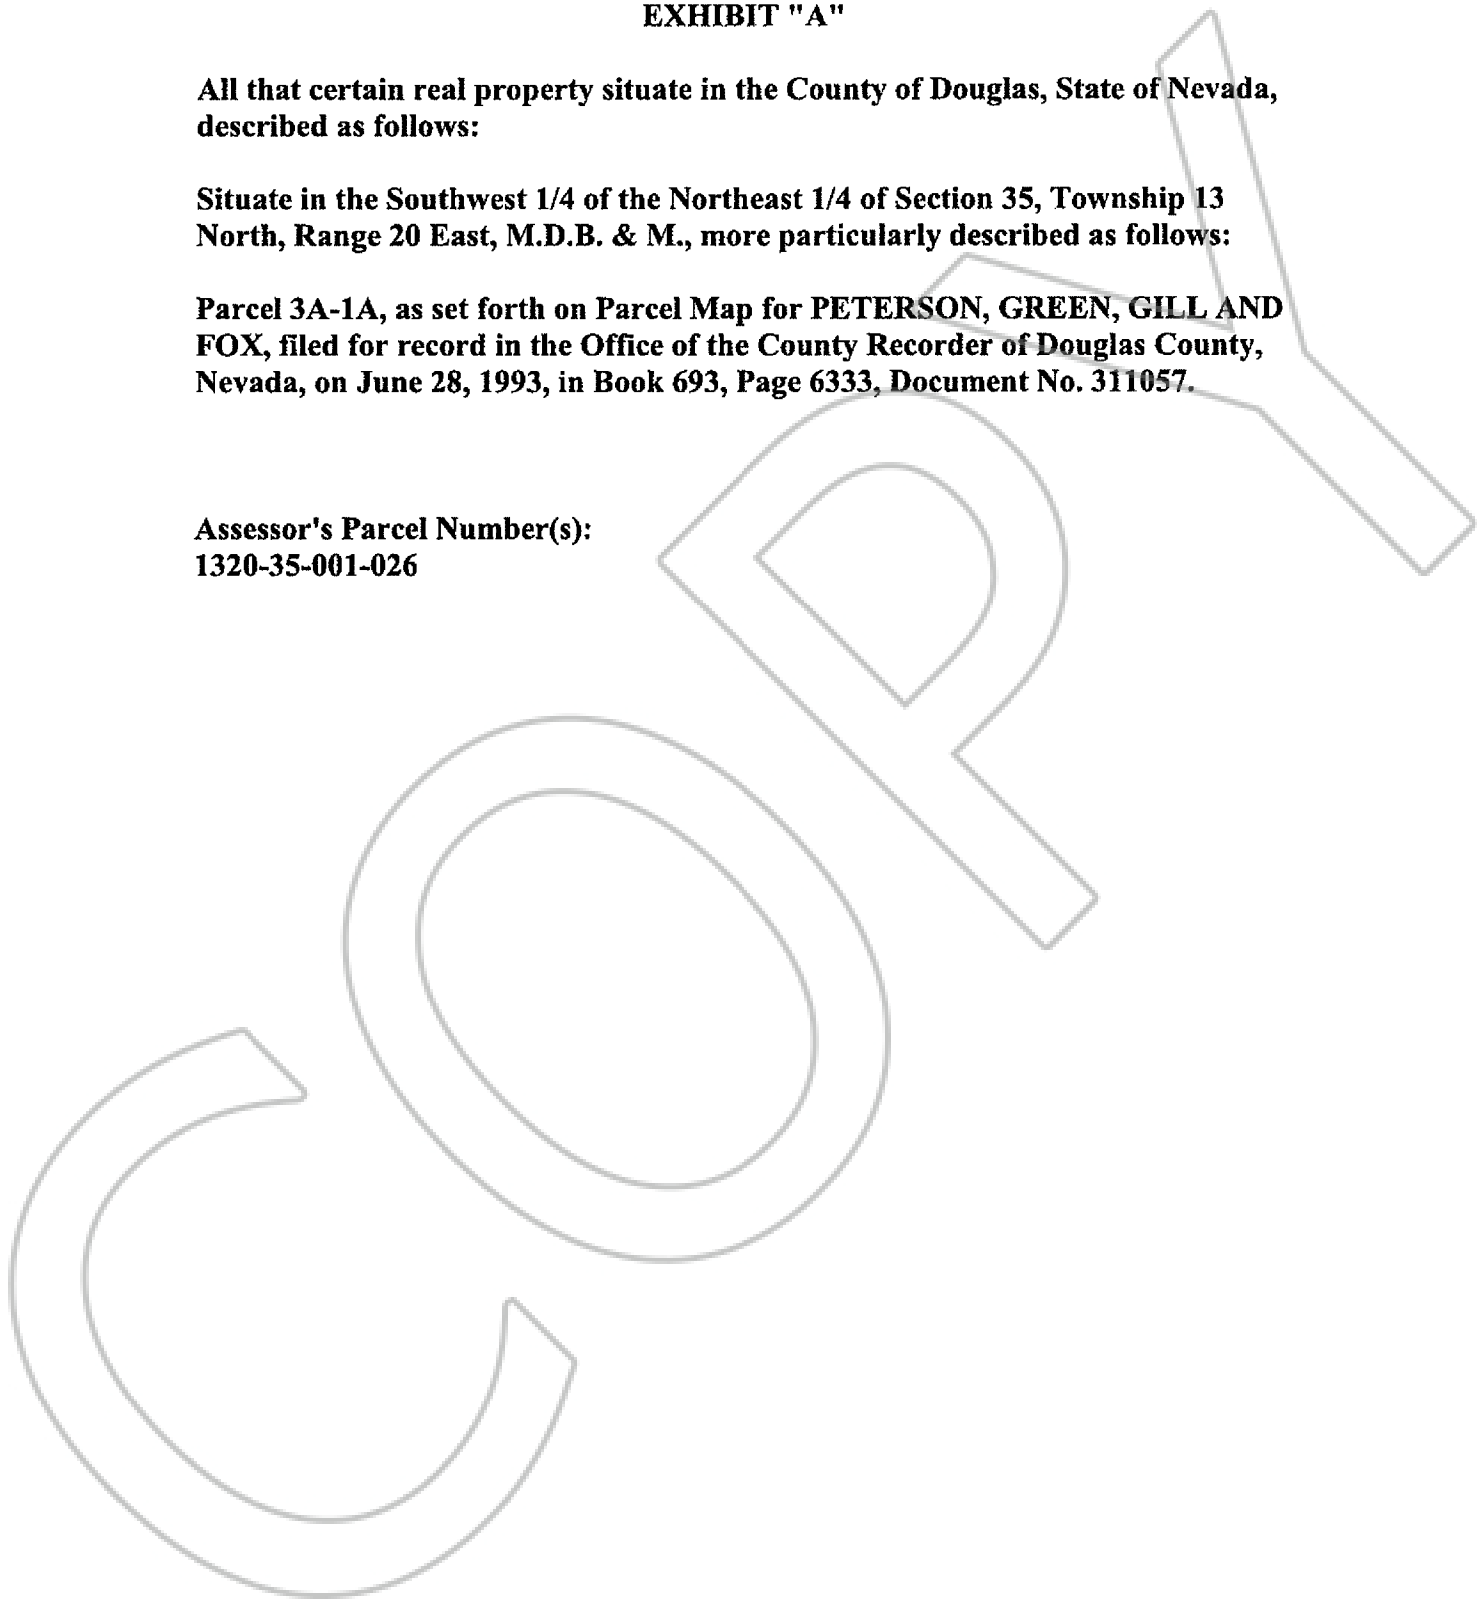 EXHIBIT "A"
All that certain real property situate in the County of Douglas, State of Nevada,
described as follows:
Situate in the Southwest 1/4 of the Northeast 1/4 of Section 35, Township 13
North, Range 20 East, M.D.B. & M., more particularly described as follows:
Parcel 3A-1A, as set forth on Parcel Map for PETERSON, GREEN, GILL AND
FOX, filed for record in the Office of the County Recorder of Douglas County,
Nevada, on June 28, 1993, in Book 693, Page 6333, Document No. 311057.
Assessor's Parcel Number(s):
1320-35-001-026
COPY